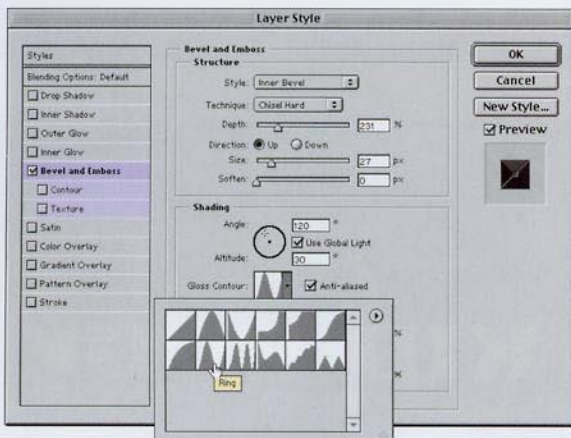 Layer Style
Styles
Blending Options: Default
Drop Shadow
Inner Shadow
Outer Glow
Inner Glow
Bevel and Emboss
Contour
Texture
Satin
Color Overlay
Gradient Overlay
Pattern Overlay
Stroke
Bevel and Emboss
Structure
Style: Inner Bevel
Technique: Chisel Hard
Depth: 231 %
Direction: Up Down
Size: 27 px
Soften: 0 px
Shading
Angle: 120 °
Use Global Light
Altitude: 30 °
Gloss Contour: Anti-aliased
%
%
Ring
OK
Cancel
New Style...
Preview